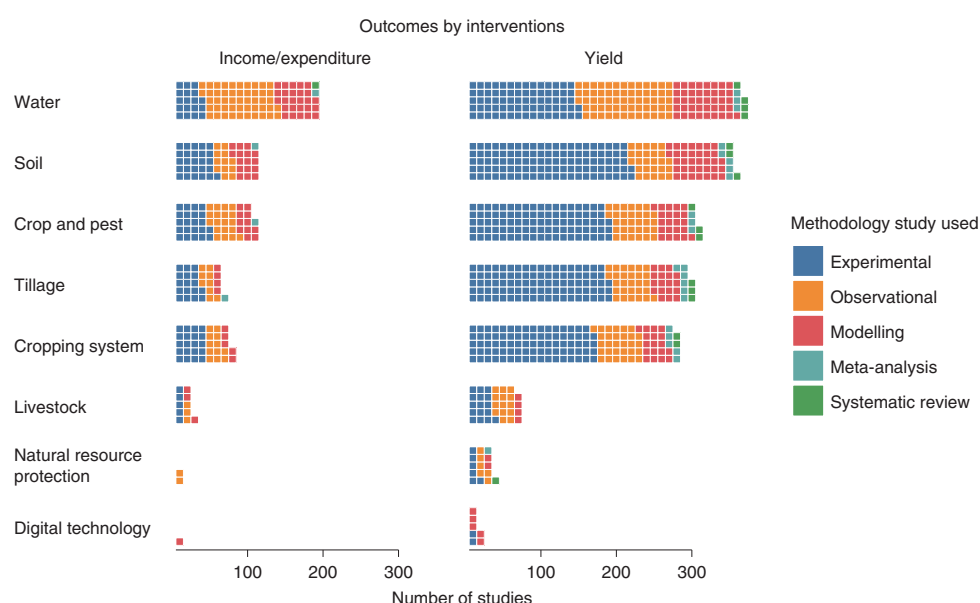 Outcomes by interventions
Income/expenditure
Yield
Water
Soil
Crop and pest
Tillage
Cropping system
Livestock
Natural resource
protection
Digital technology
100
200
300
100
200
300
Number of studies
Methodology study used
Experimental
Observational
Modelling
Meta-analysis
Systematic review